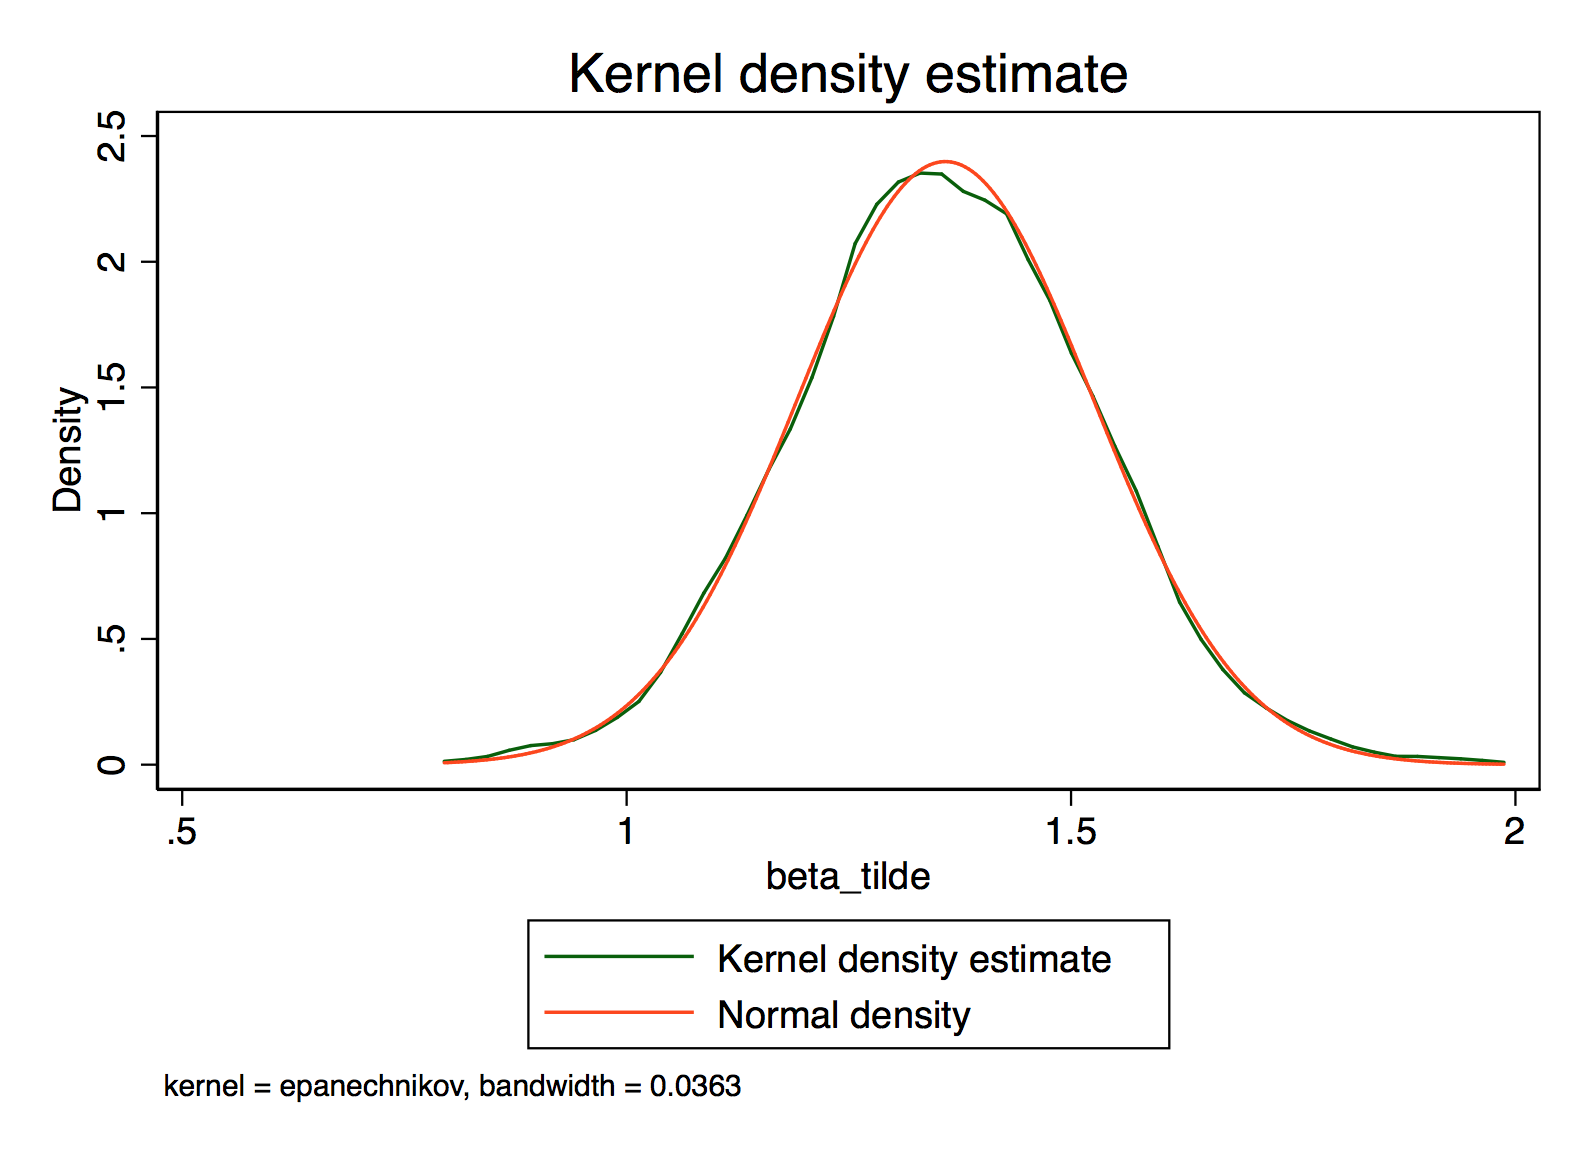 Kernel density estimate
2.5
2
1.5
1
.5
0
Density
.5
1
1.5
2
beta_tilde
Kernel density estimate
Normal density
kernel = epanechnikov, bandwidth = 0.0363